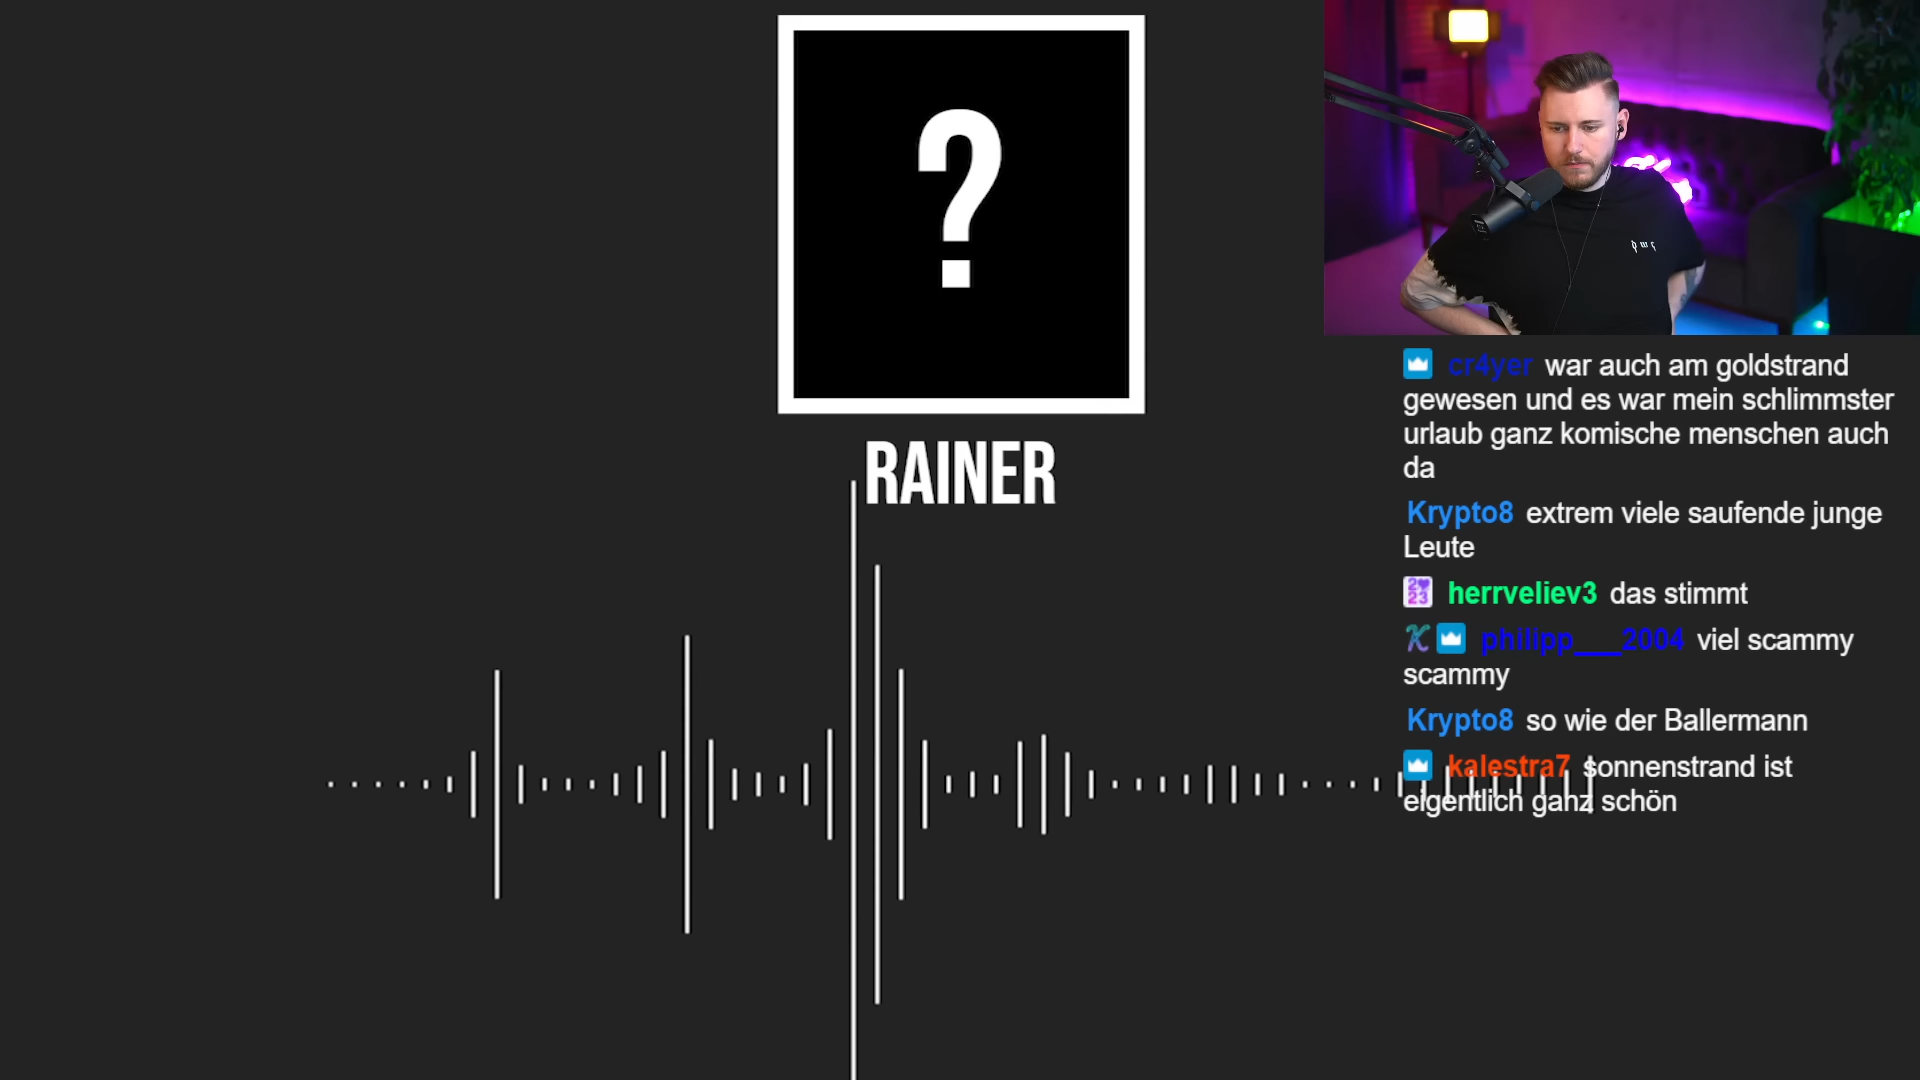 ?
RAINER
cr4yer war auch am goldstrand
gewesen und es war mein schlimmster
urlaub ganz komische menschen auch
da
Krypto8 extrem viele saufende junge
Leute
herrveliev3 das stimmt
philipp___2004 viel scammy
scammy
Krypto8 so wie der Ballermann
kalestra7 sonnenstrand ist
eigentlich ganz schön